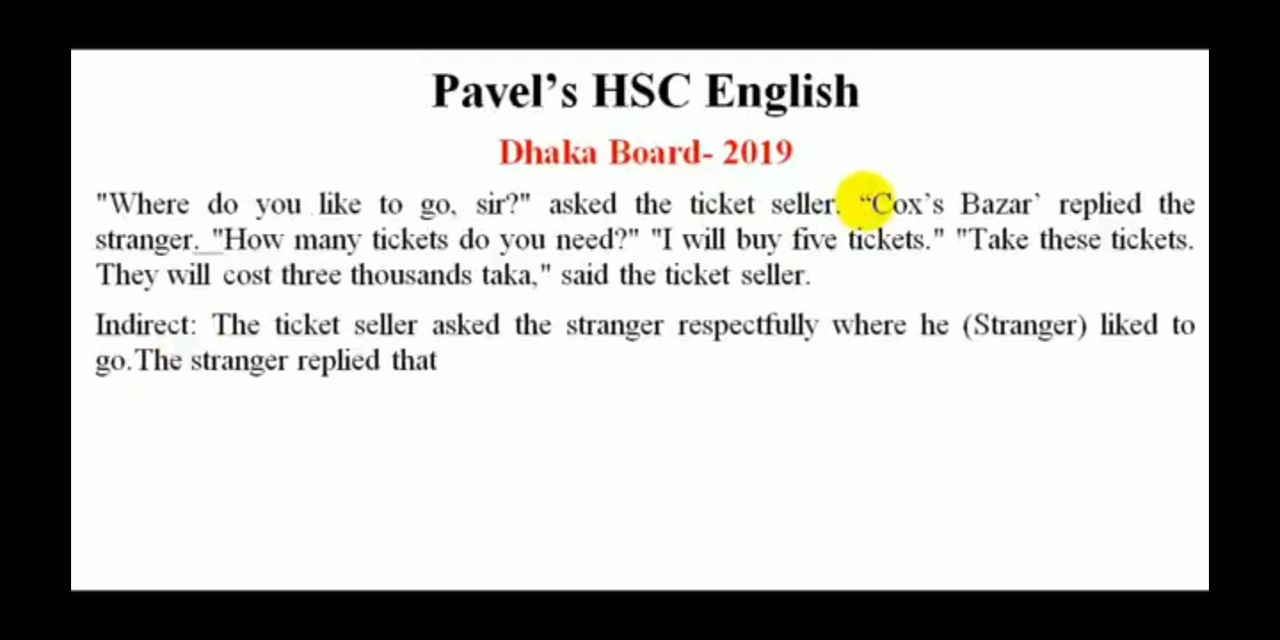 Pavel’s HSC English
Dhaka Board- 2019
"Where do you like to go, sir?" asked the ticket seller. “Cox’s Bazar’ replied the
stranger. "How many tickets do you need?" "I will buy five tickets." "Take these tickets.
They will cost three thousands taka," said the ticket seller.
Indirect: The ticket seller asked the stranger respectfully where he (Stranger) liked to
go.The stranger replied that